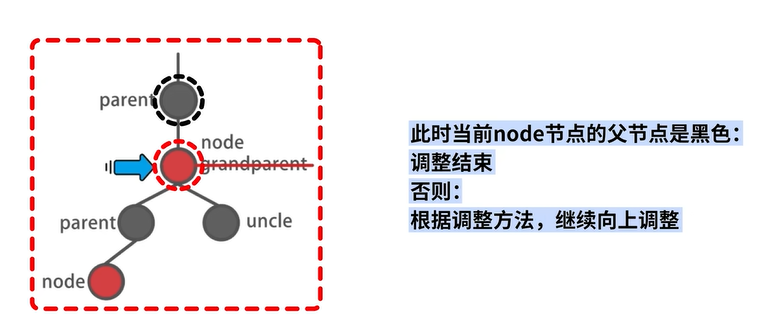 parent
node
grandparent
parent
uncle
node
此时当前node节点的父节点是黑色：
调整结束
否则：
根据调整方法，继续向上调整